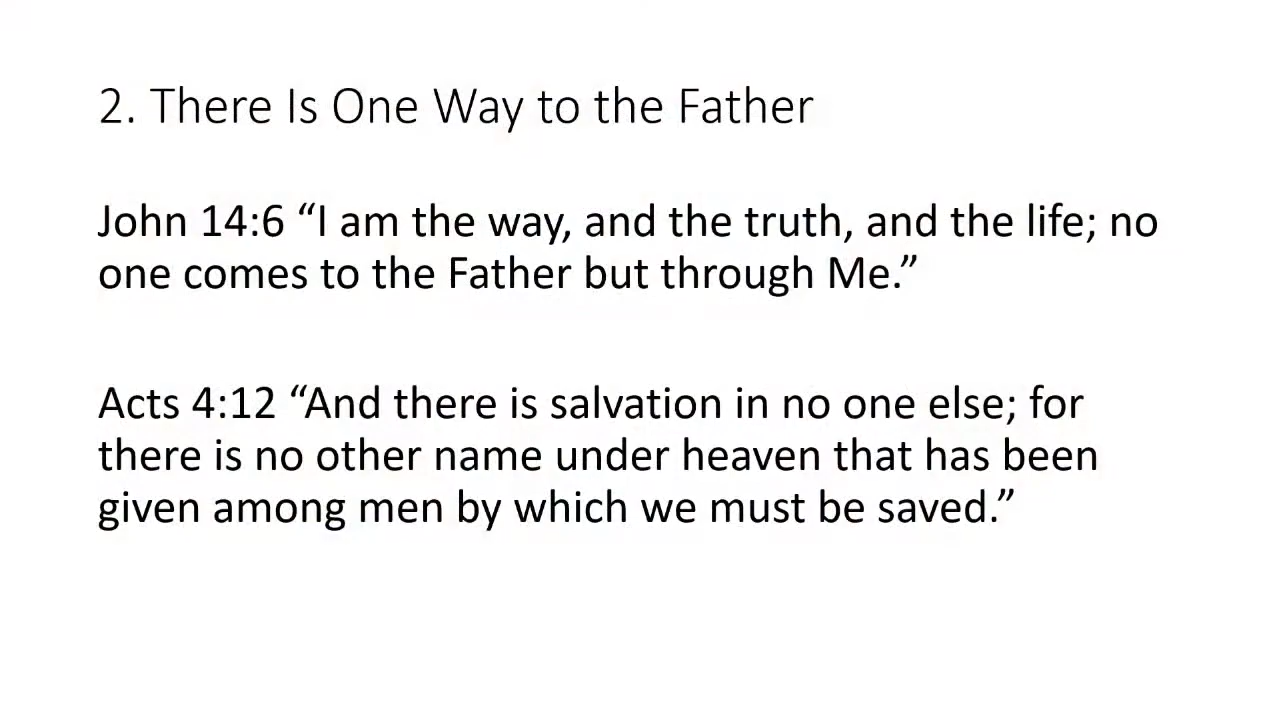 2. There Is One Way to the Father
John 14:6 “I am the way, and the truth, and the life; no
one comes to the Father but through Me.”
Acts 4:12 “And there is salvation in no one else; for
there is no other name under heaven that has been
given among men by which we must be saved.”